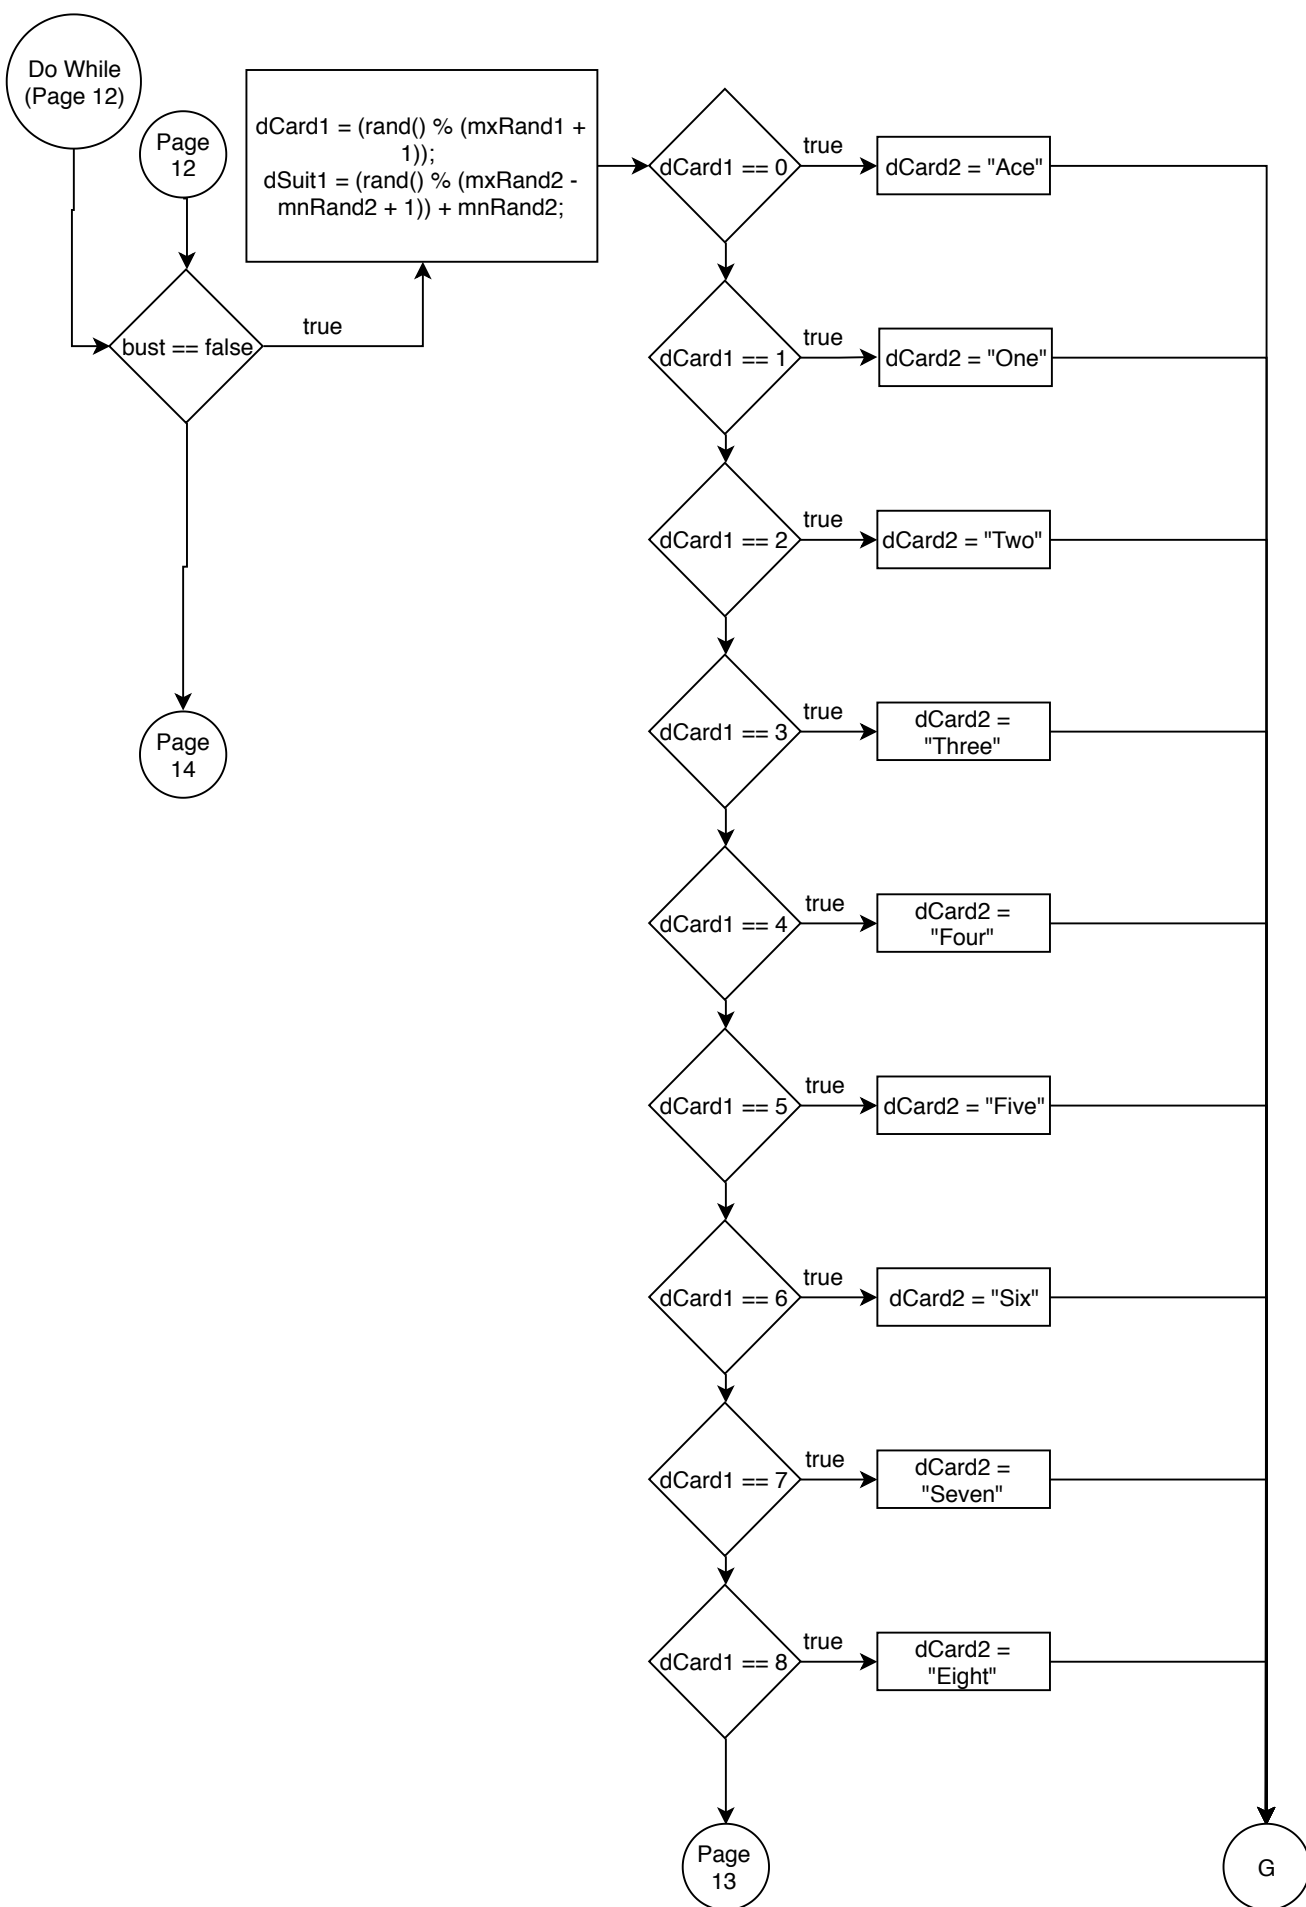 Do While
(Page 12)
Page
12
dCard1 = (rand() % (mxRand1 +
1));
dSuit1 = (rand() % (mxRand2 -
mnRand2 + 1)) + mnRand2;
dCard1 == 0
true
dCard2 = "Ace"
bust == false
true
dCard1 == 1
true
dCard2 = "One"
dCard1 == 2
true
dCard2 = "Two"
Page
14
dCard1 == 3
true
dCard2 =
"Three"
dCard1 == 4
true
dCard2 =
"Four"
dCard1 == 5
true
dCard2 = "Five"
dCard1 == 6
true
dCard2 = "Six"
dCard1 == 7
true
dCard2 =
"Seven"
dCard1 == 8
true
dCard2 =
"Eight"
Page
13
G